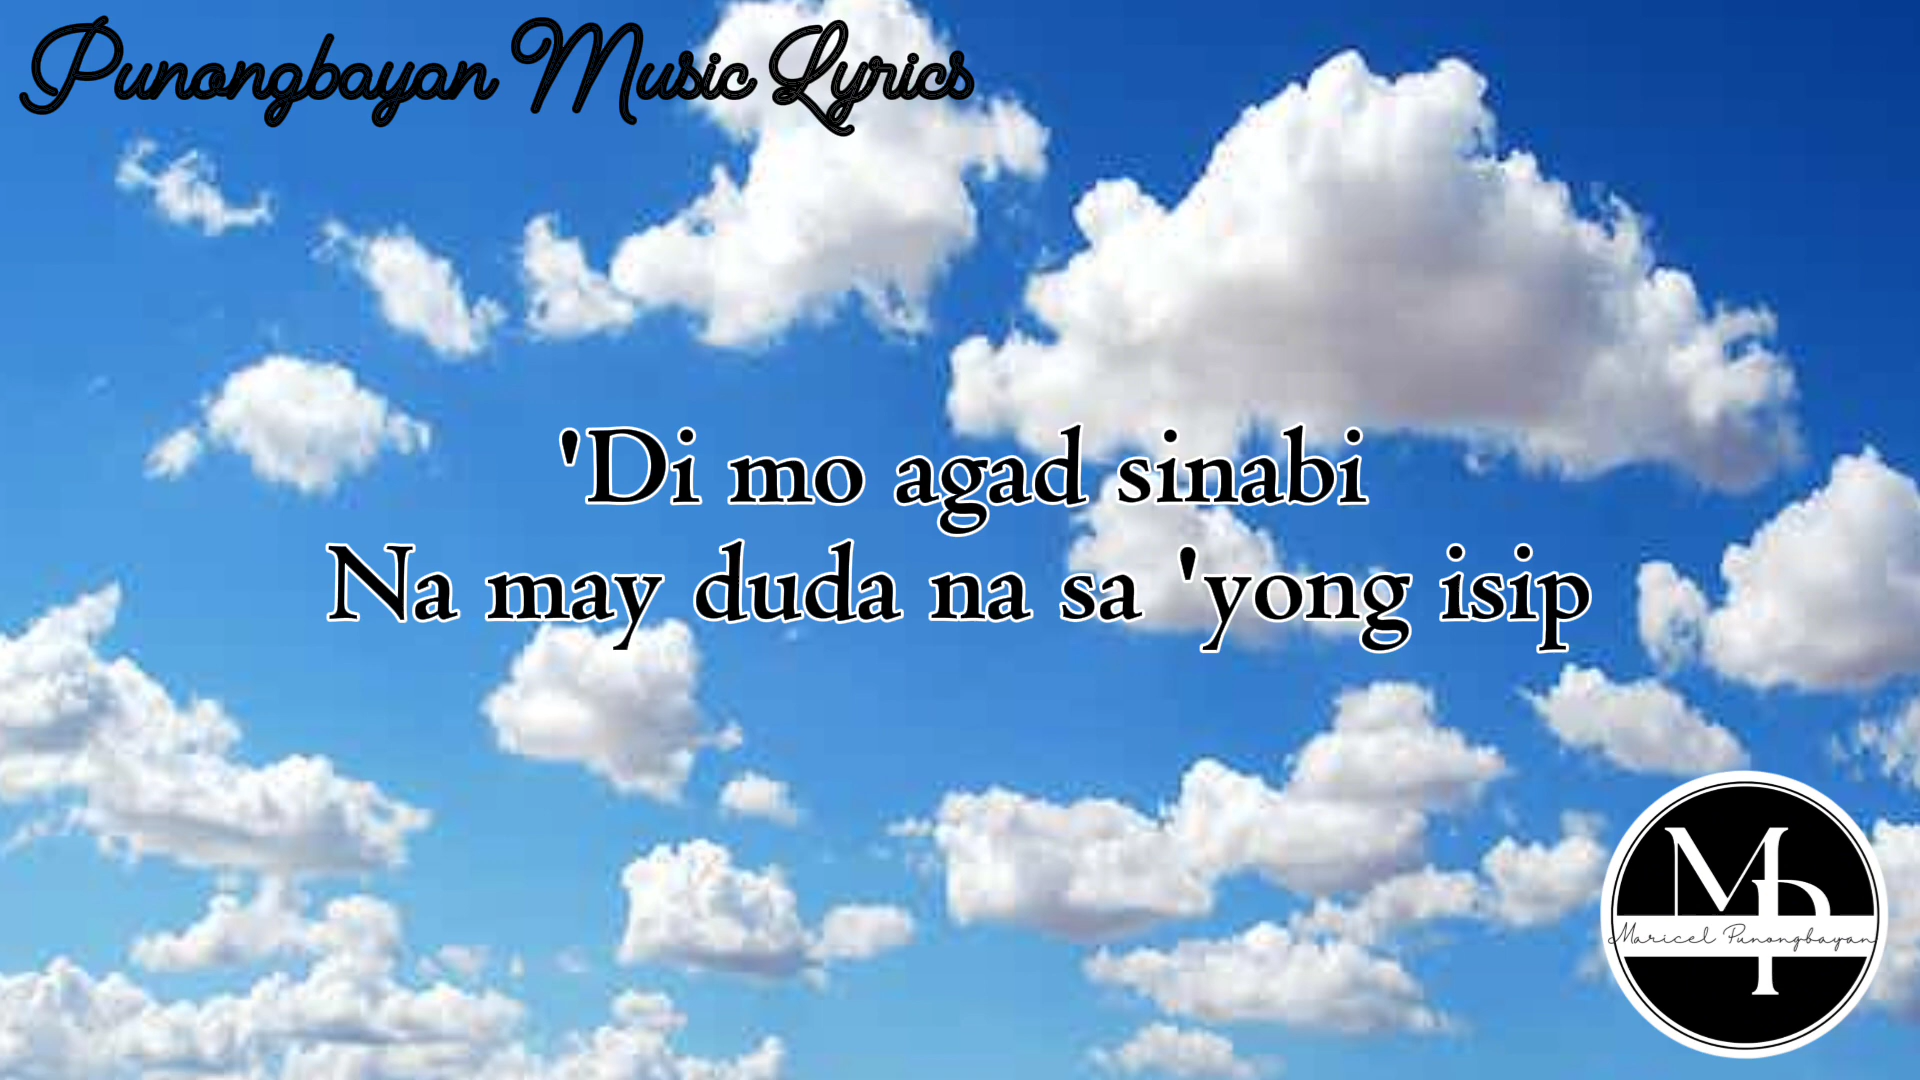 Punongbayan Music Lyrics
'Di mo agad sinabi
Na may duda na sa 'yong isip
MP
Maricel Punongbayan